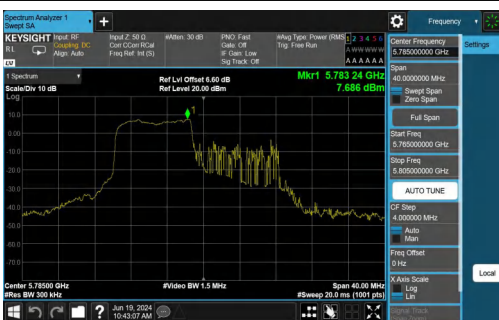 Spectrum Analyzer 1
Swept SA
Frequency
KEYSIGHT
RL
LVI
Input: RF
Coupling: DC
Align: Auto
Input Z: 50 Ω
Corr CCorr RCal
Freq Ref: Int (S)
#Atten: 30 dB
PNO: Fast
Gate: Off
IF Gain: Low
Sig Track: Off
#Avg Type: Power (RMS
Trig: Free Run
1 2 3 4 5 6
A W W W W W
A A A A A A
1 Spectrum
Scale/Div 10 dB
Log
Ref Lvl Offset 6.60 dB
Ref Level 20.00 dBm
Mkr1 5.783 24 GHz
7.686 dBm
1
10.0
0.00
-10.0
-20.0
-30.0
-40.0
-50.0
-60.0
-70.0
Center 5.78500 GHz
#Res BW 300 kHz
#Video BW 1.5 MHz
Span 40.00 MHz
#Sweep 20.0 ms (1001 pts)
Jun 19, 2024
10:43:07 AM
Center Frequency
5.785000000 GHz
Span
40.0000000 MHz
Swept Span
Zero Span
Full Span
Start Freq
5.765000000 GHz
Stop Freq
5.805000000 GHz
AUTO TUNE
CF Step
4.000000 MHz
Auto
Man
Freq Offset
0 Hz
X Axis Scale
Log
Lin
Signal Track
Settings
Local